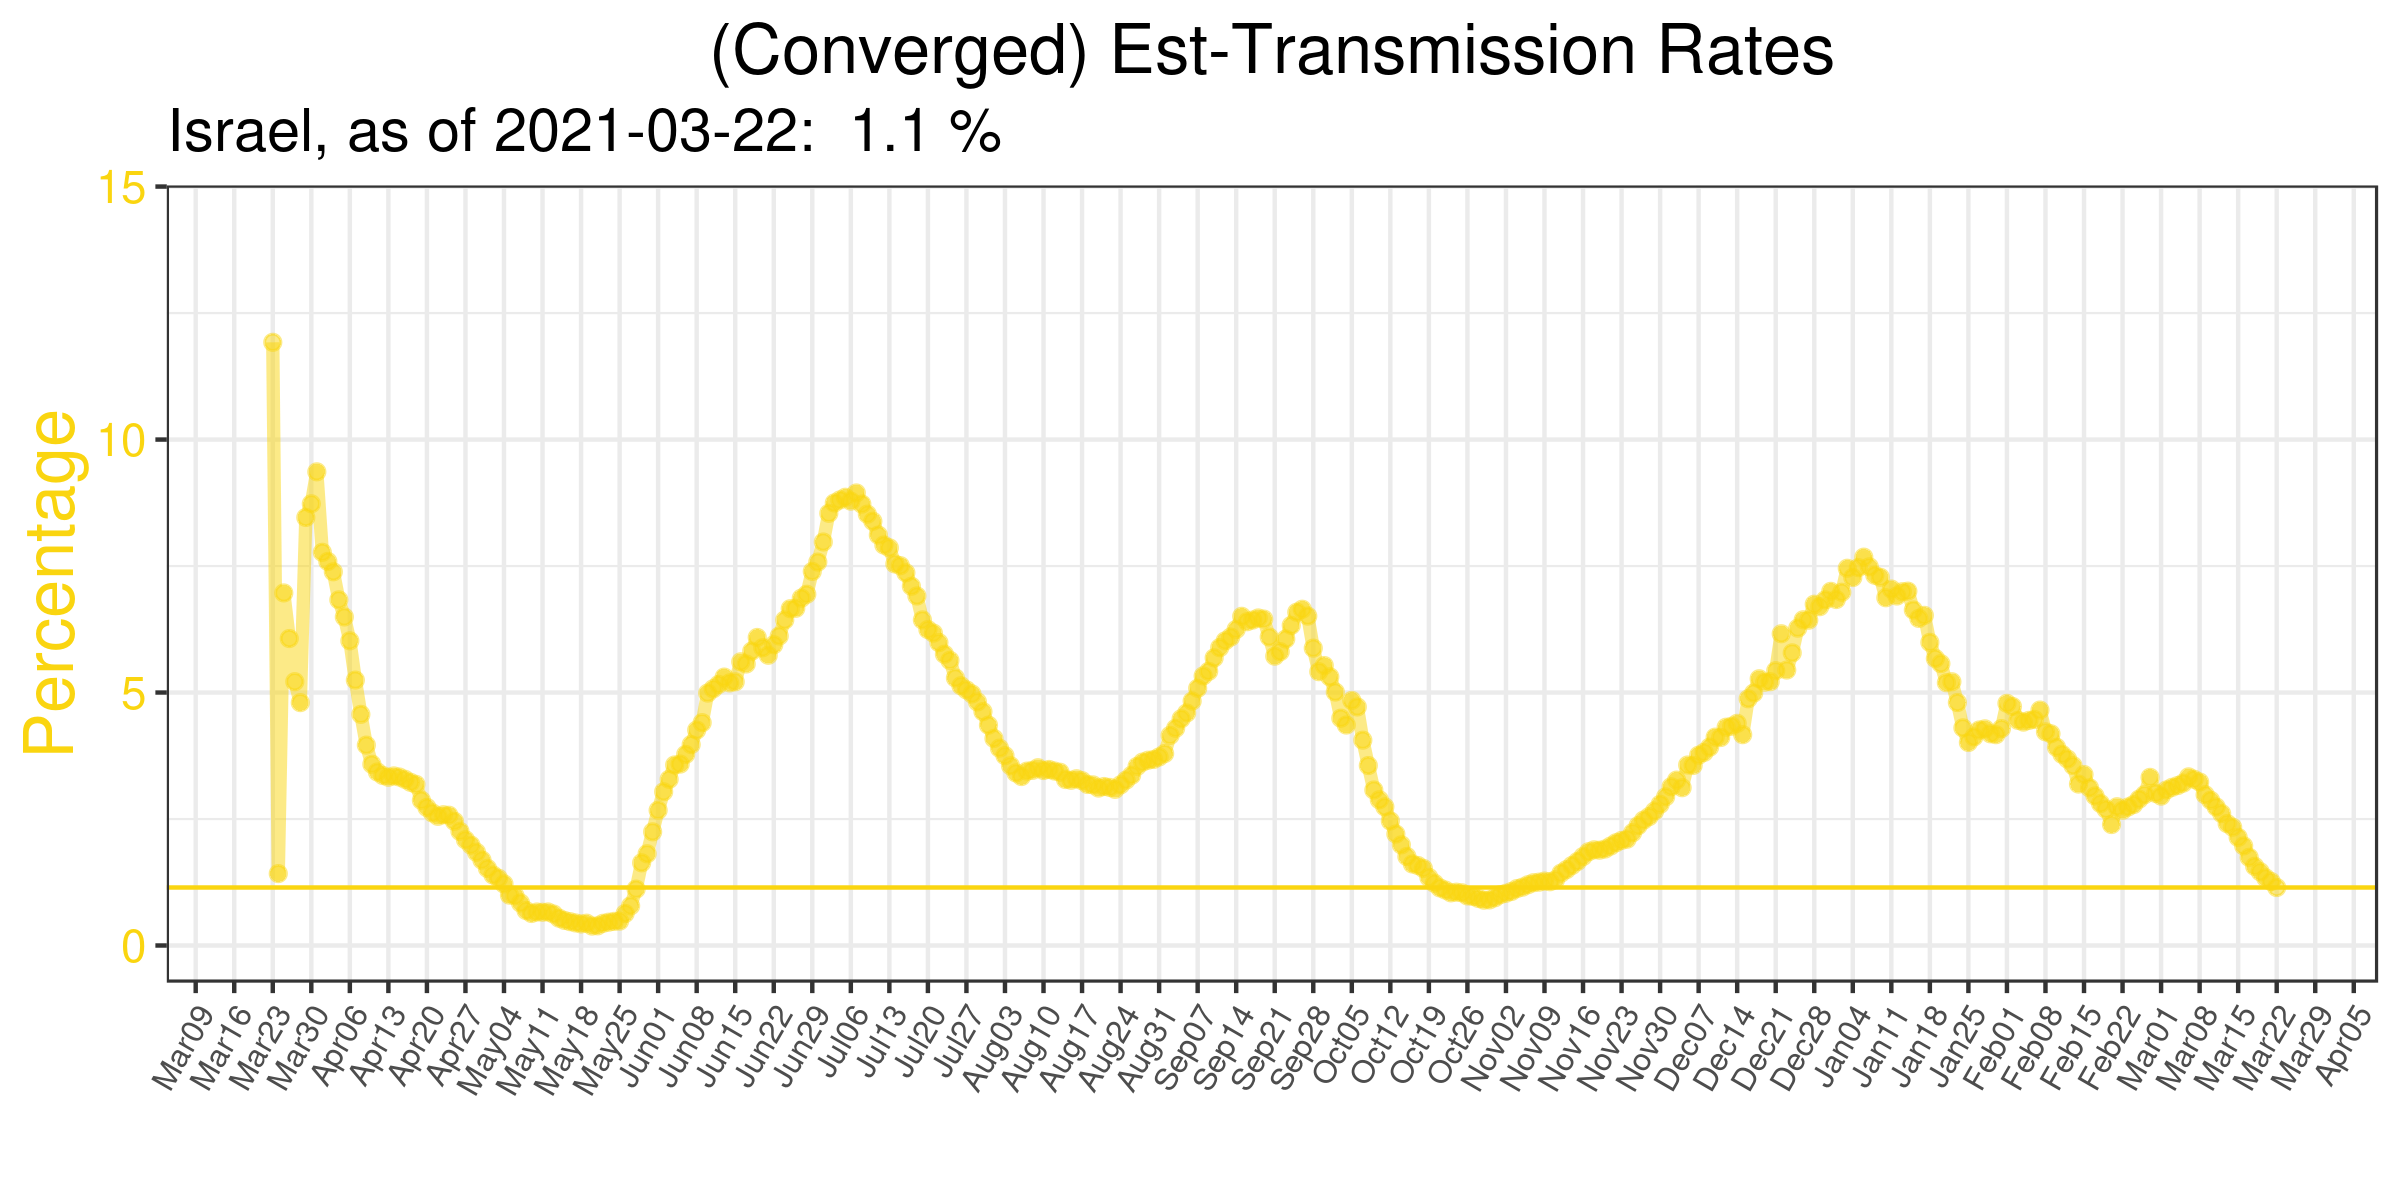 (Converged) Est-Transmission Rates
Israel, as of 2021-03-22:  1.1 %
Percentage
15
10
5
0
Mar09 Mar16 Mar23 Mar30 Apr06 Apr13 Apr20 Apr27 May04 May11 May18 May25 Jun01 Jun08 Jun15 Jun22 Jun29 Jul06 Jul13 Jul20 Jul27 Aug03 Aug10 Aug17 Aug24 Aug31 Sep07 Sep14 Sep21 Sep28 Oct05 Oct12 Oct19 Oct26 Nov02 Nov09 Nov16 Nov23 Nov30 Dec07 Dec14 Dec21 Dec28 Jan04 Jan11 Jan18 Jan25 Feb01 Feb08 Feb15 Feb22 Mar01 Mar08 Mar15 Mar22 Mar29 Apr05